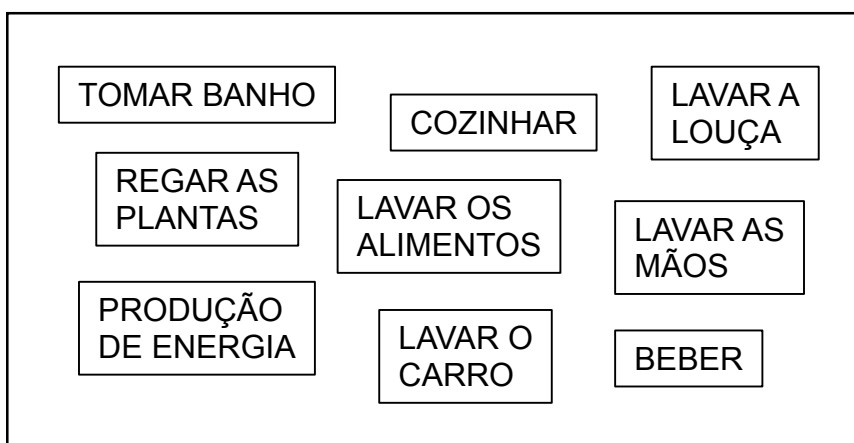 TOMAR BANHO
COZINHAR
LAVAR A
LOUÇA
REGAR AS
PLANTAS
LAVAR OS
ALIMENTOS
LAVAR AS
MÃOS
PRODUÇÃO
DE ENERGIA
LAVAR O
CARRO
BEBER